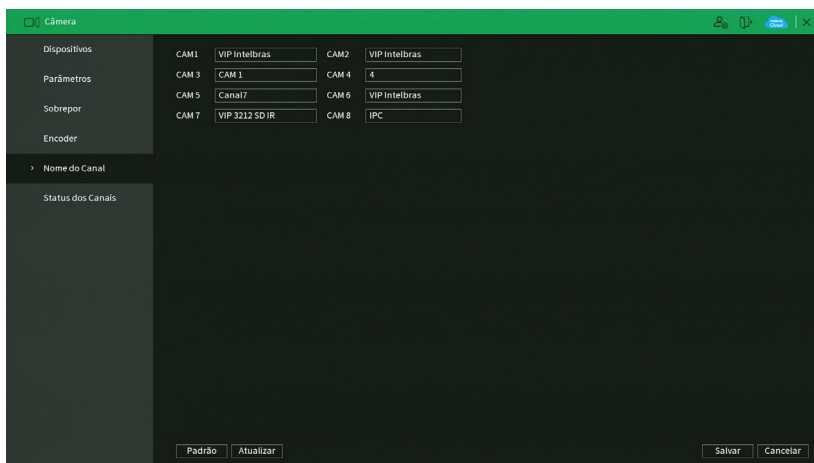 Câmera
Dispositivos
Parâmetros
Sobrepor
Encoder
> Nome do Canal
Status dos Canais
CAM1 VIP Intelbras CAM2 VIP Intelbras
CAM 3 CAM 1 CAM 4 4
CAM 5 Canal7 CAM 6 VIP Intelbras
CAM 7 VIP 3212 SD IR CAM 8 IPC
Padrão Atualizar Salvar Cancelar